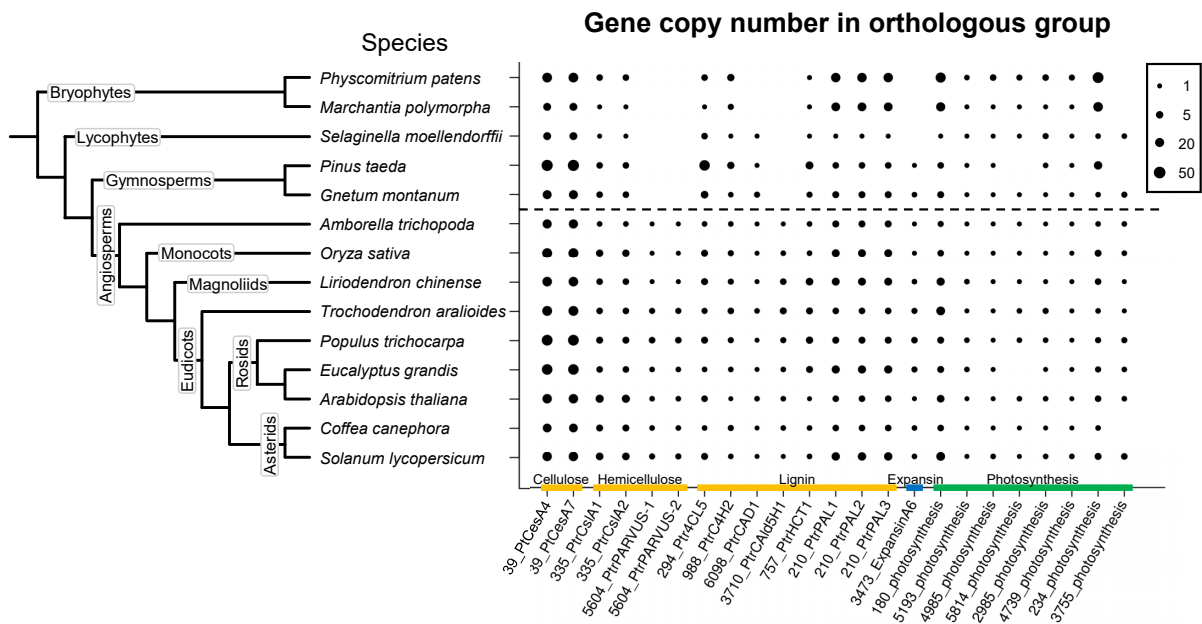 Gene copy number in orthologous group
Species
Bryophytes
Physcomitrium patens
Marchantia polymorpha
Lycophytes
Selaginella moellendorffii
Gymnosperms
Pinus taeda
Gnetum montanum
Angiosperms
Amborella trichopoda
Monocots
Oryza sativa
Magnoliids
Liriodendron chinense
Eudicots
Trochodendron aralioides
Rosids
Populus trichocarpa
Eucalyptus grandis
Arabidopsis thaliana
Asterids
Coffea canephora
Solanum lycopersicum
1
5
20
50
Cellulose
Hemicellulose
Lignin
Expansin
Photosynthesis
39_PtCesA4
39_PtCesA7
335_PtrCslA1
335_PtrCslA2
5604_PtrPARVUS-1
5604_PtrPARVUS-2
294_Ptr4CL5
988_PtrC4H2
6098_PtrCAD1
3710_PtrCAld5H1
757_PtrHCT1
210_PtrPAL1
210_PtrPAL2
210_PtrPAL3
3473_ExpansinA6
180_photosynthesis
5193_photosynthesis
4985_photosynthesis
5814_photosynthesis
2985_photosynthesis
4739_photosynthesis
234_photosynthesis
3755_photosynthesis